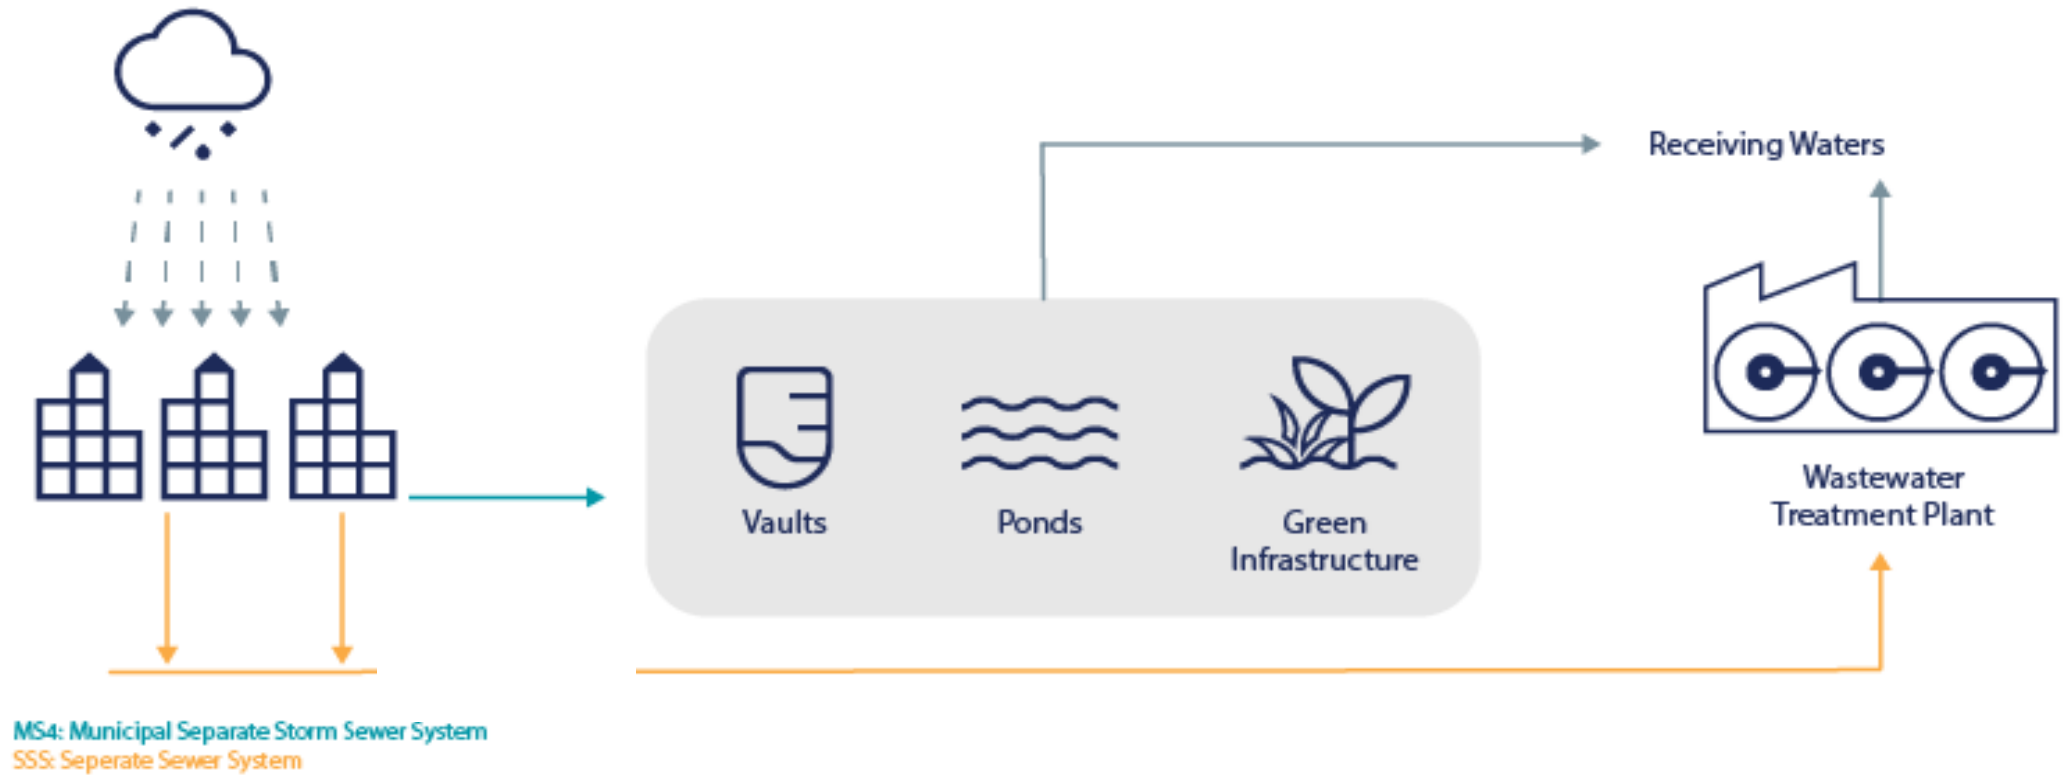 Receiving Waters
Vaults
Ponds
Green
Infrastructure
Wastewater
Treatment Plant
MS4: Municipal Separate Storm Sewer System
SSS: Seperate Sewer System